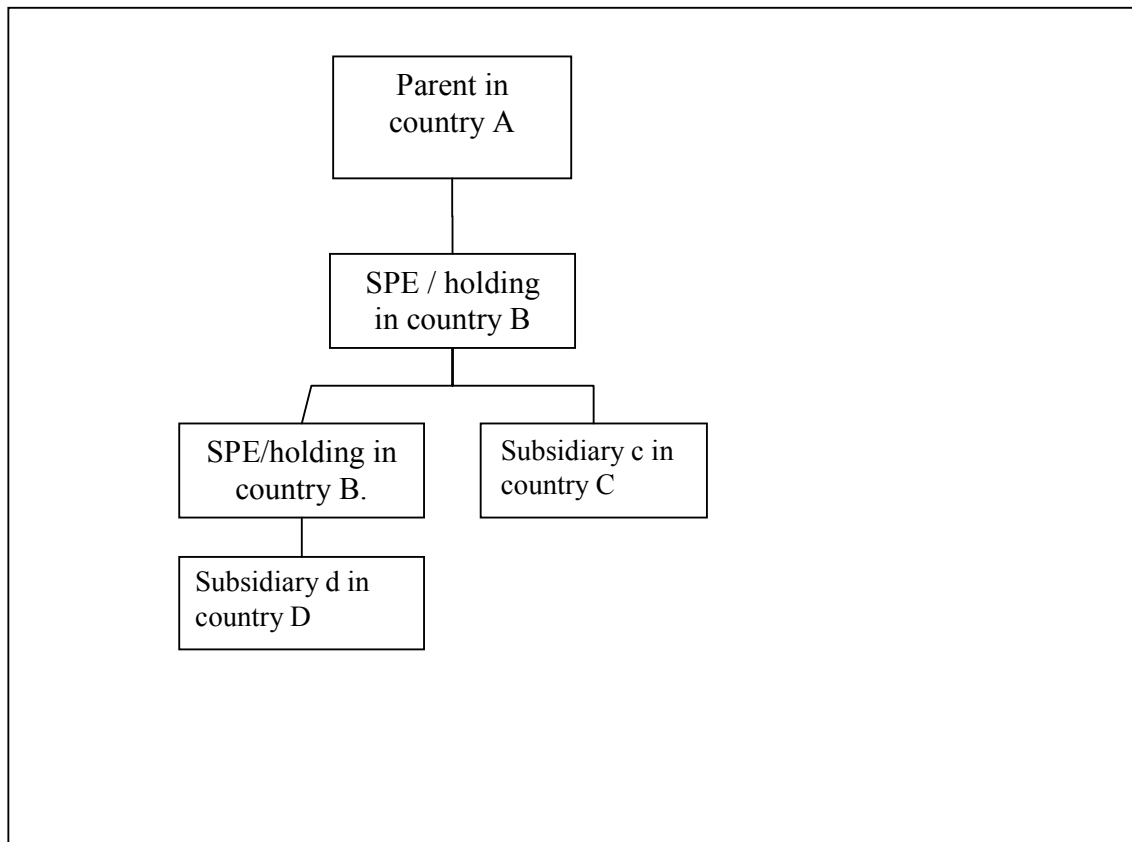 Parent in
country A
SPE / holding
in country B
SPE/holding in
country B.
Subsidiary c in
country C
Subsidiary d in
country D